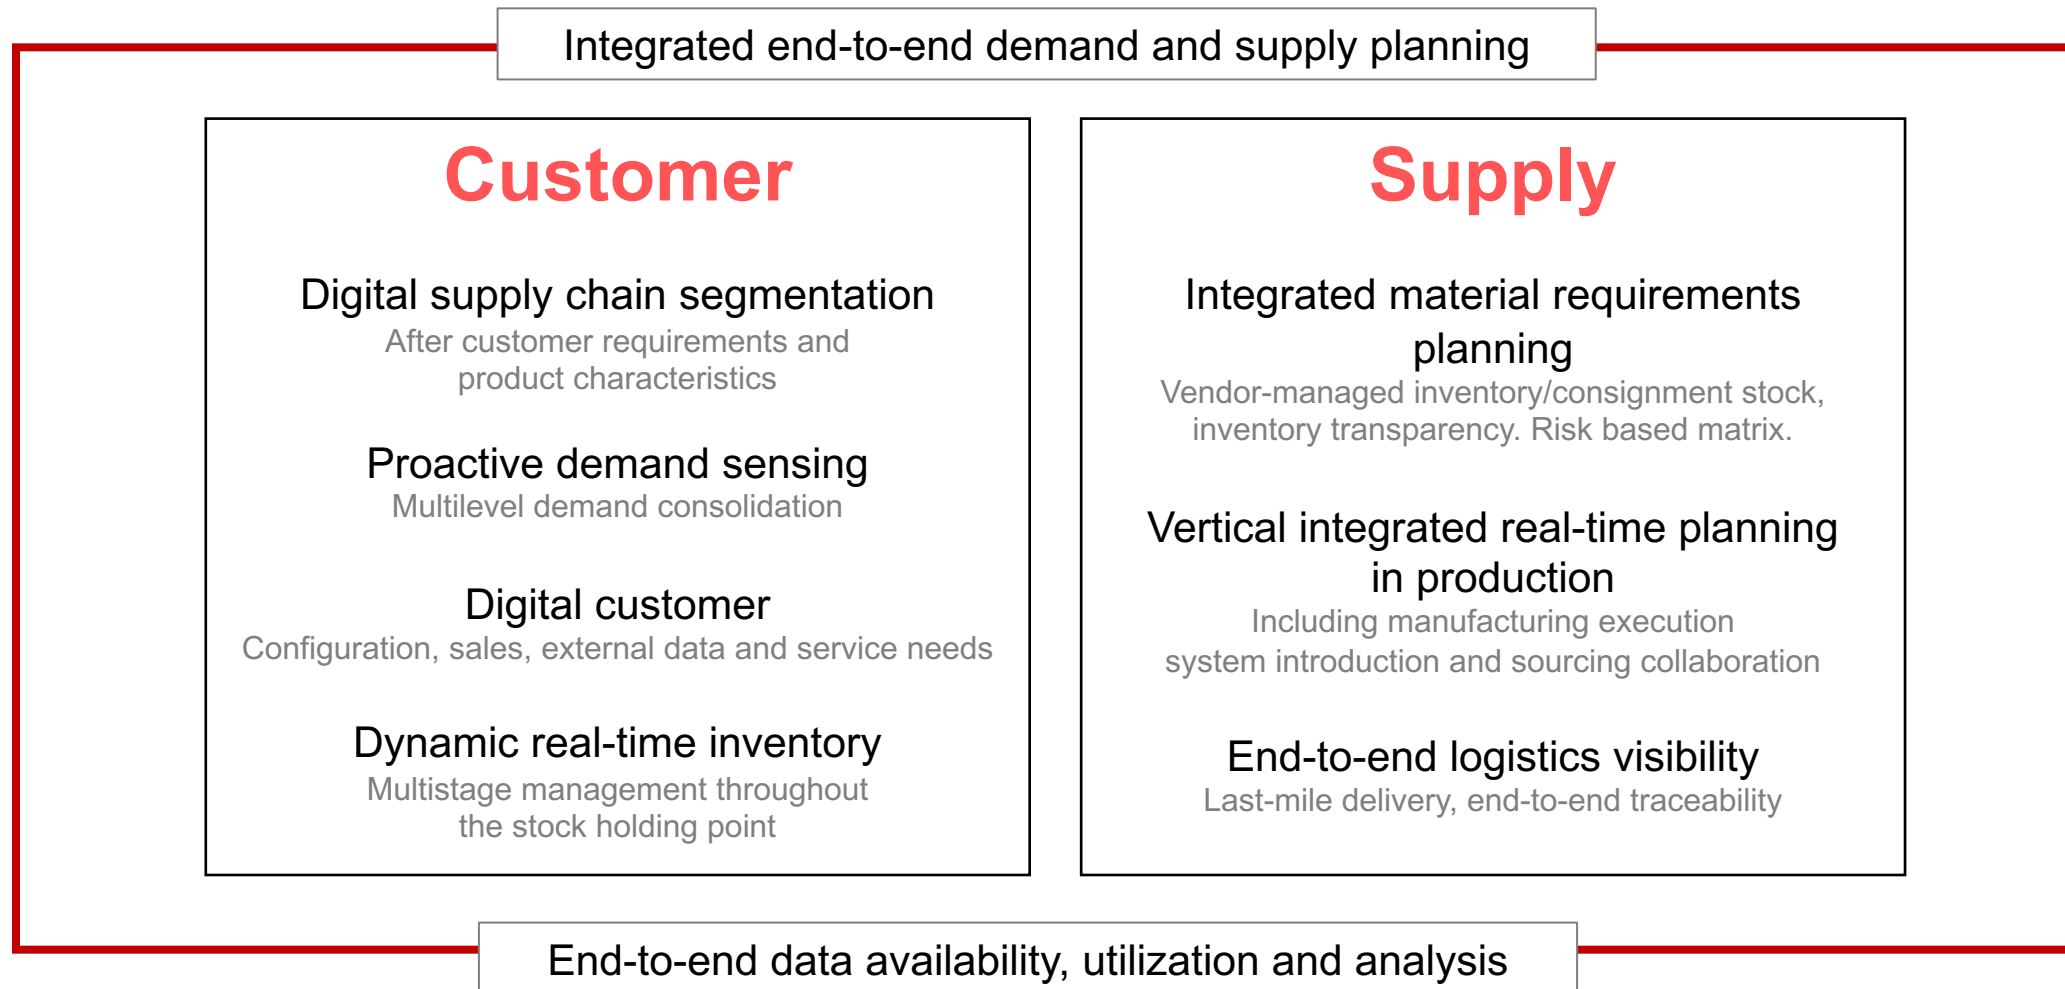 Integrated end-to-end demand and supply planning
Customer
Digital supply chain segmentation
After customer requirements and
product characteristics
Proactive demand sensing
Multilevel demand consolidation
Digital customer
Configuration, sales, external data and service needs
Dynamic real-time inventory
Multistage management throughout
the stock holding point
Supply
Integrated material requirements
planning
Vendor-managed inventory/consignment stock,
inventory transparency. Risk based matrix.
Vertical integrated real-time planning
in production
Including manufacturing execution
system introduction and sourcing collaboration
End-to-end logistics visibility
Last-mile delivery, end-to-end traceability
End-to-end data availability, utilization and analysis